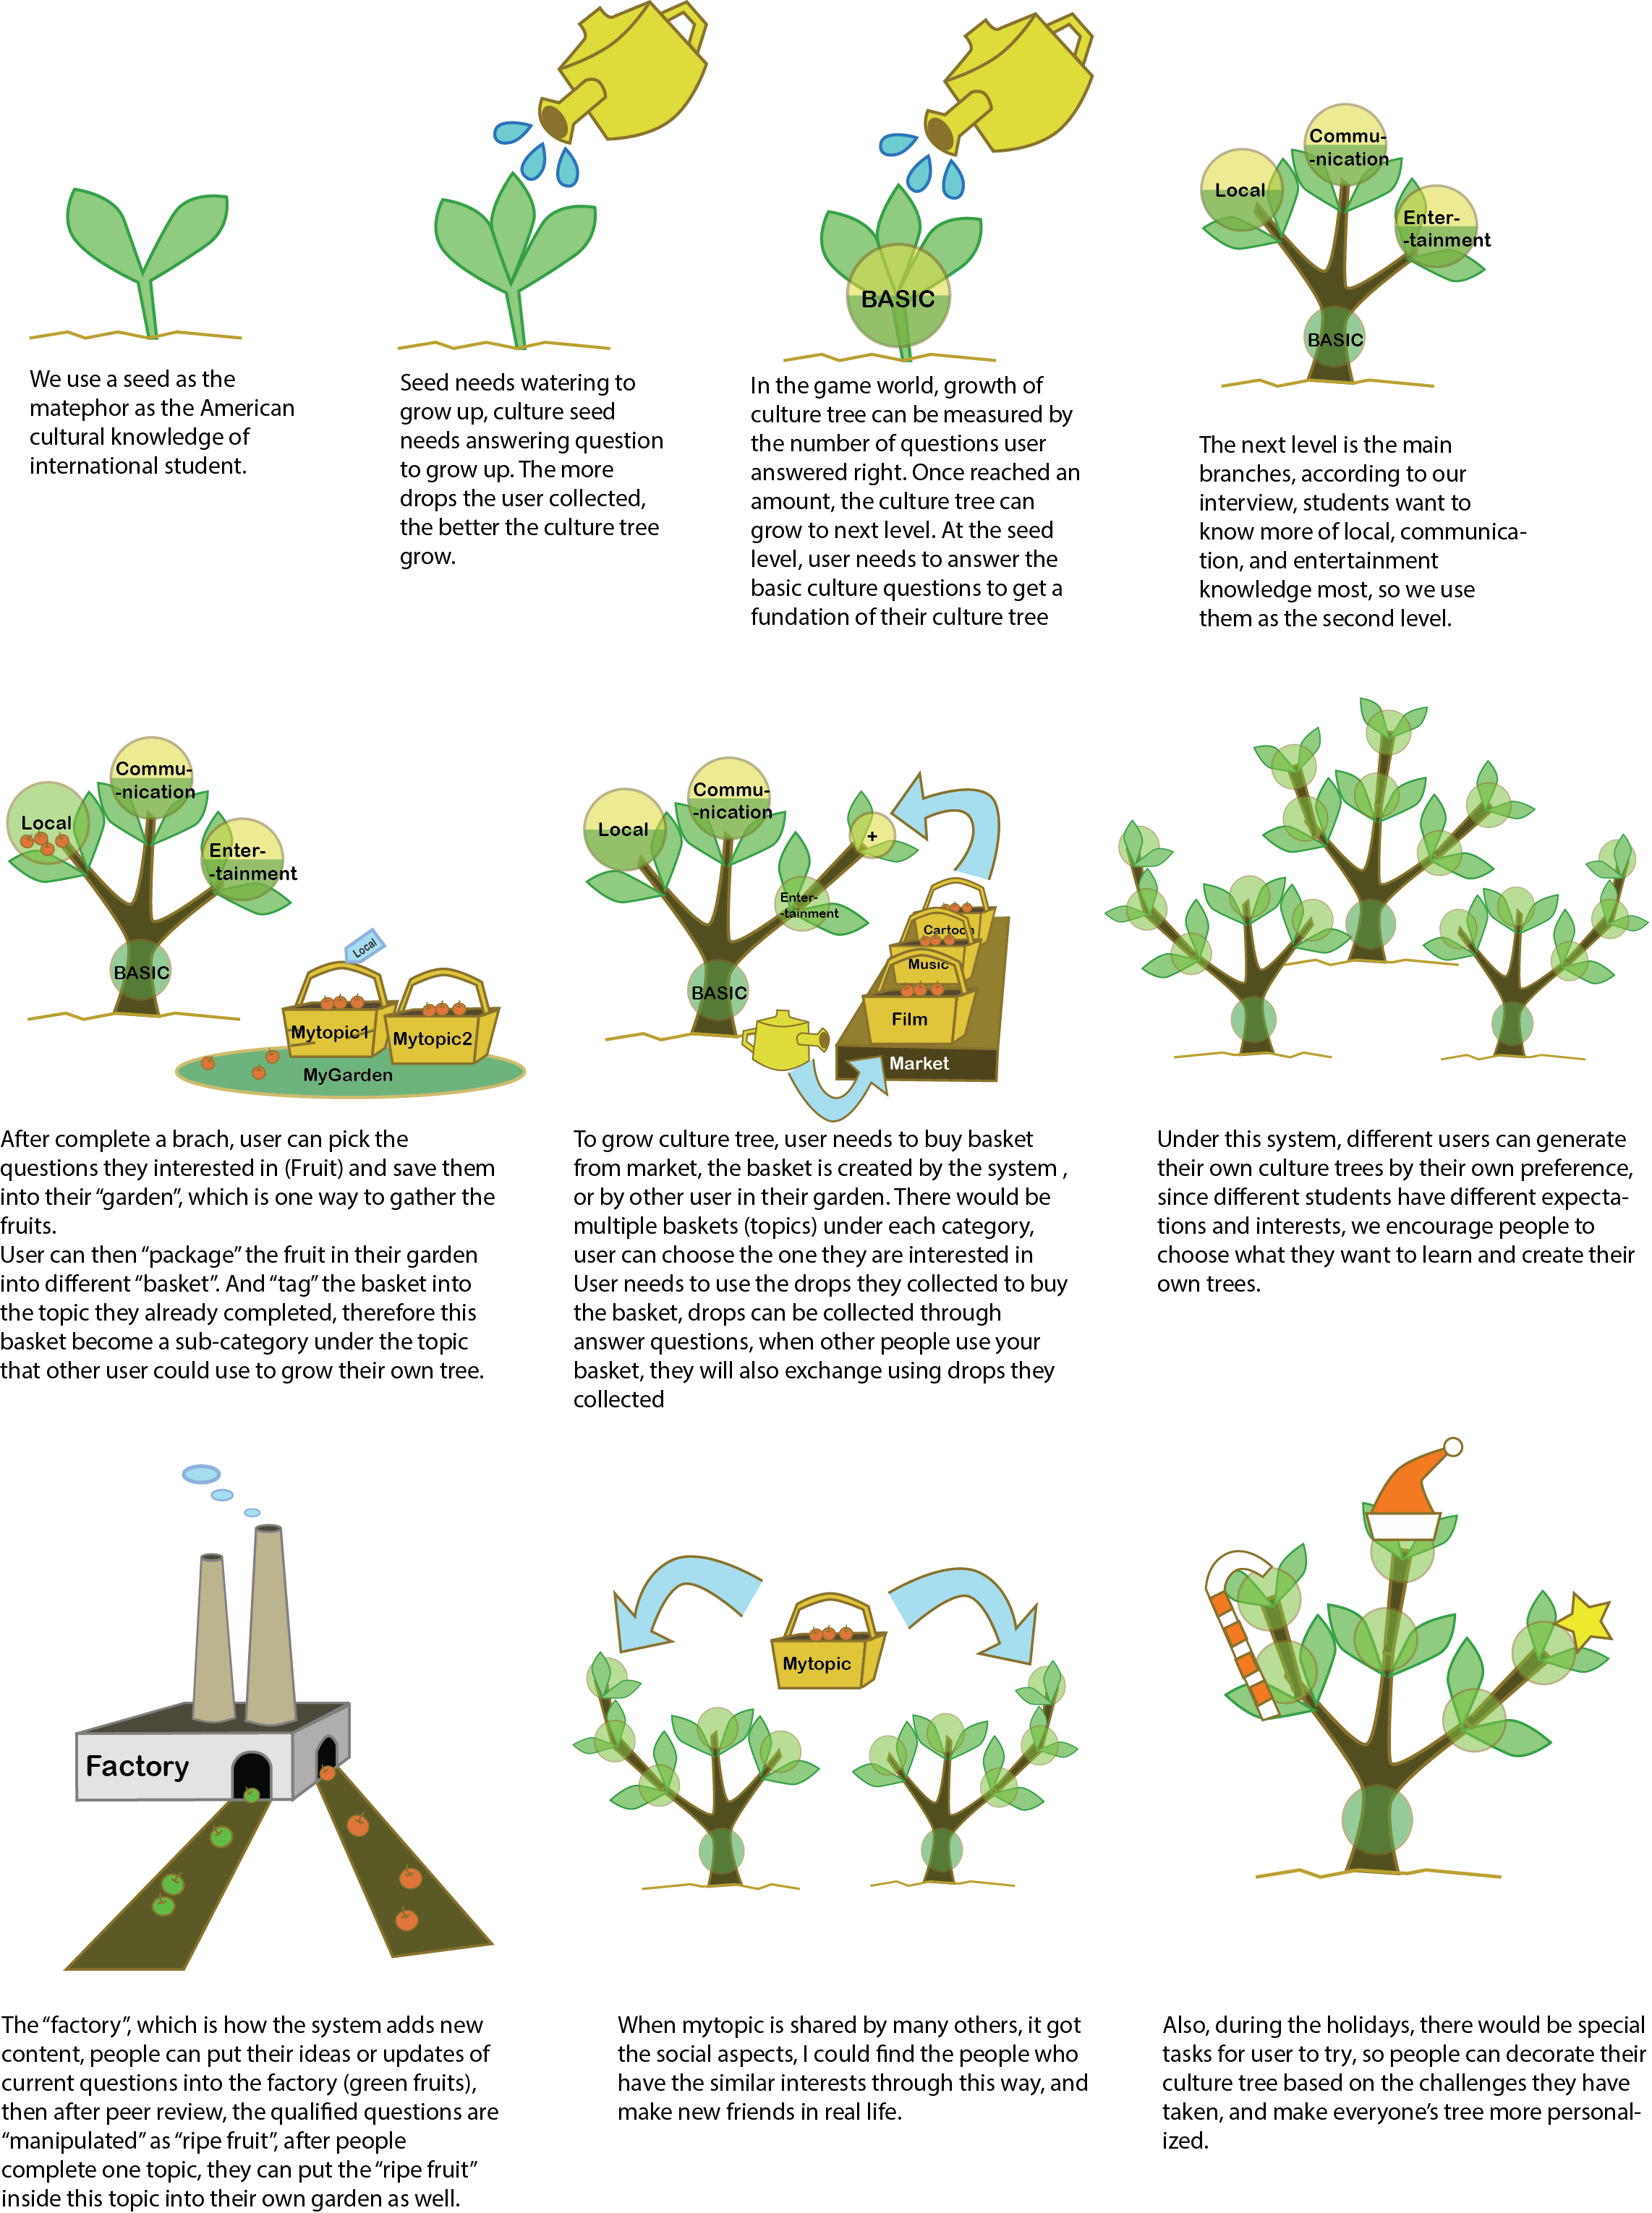 Commu-
-nication
Local
Enter-
-tainment
BASIC
BASIC
We use a seed as the
matephor as the American
cultural knowledge of
international student.
Seed needs watering to
grow up, culture seed
needs answering question
to grow up. The more
drops the user collected,
the better the culture tree
grow.
In the game world, growth of
culture tree can be measured by
the number of questions user
answered right. Once reached an
amount, the culture tree can
grow to next level. At the seed
level, user needs to answer the
basic culture questions to get a
fundation of their culture tree
The next level is the main
branches, according to our
interview, students want to
know more of local, communica-
tion, and entertainment
knowledge most, so we use
them as the second level.
Commu-
-nication
Local
Enter-
-tainment
BASIC
Local
Mytopic1
Mytopic2
MyGarden
Commu-
-nication
Local
+
Enter-
-tainment
BASIC
Cartoon
Music
Film
Market
After complete a brach, user can pick the
questions they interested in (Fruit) and save them
into their “garden”, which is one way to gather the
fruits.
User can then “package” the fruit in their garden
into different “basket”. And “tag” the basket into
the topic they already completed, therefore this
basket become a sub-category under the topic
that other user could use to grow their own tree.
To grow culture tree, user needs to buy basket
from market, the basket is created by the system ,
or by other user in their garden. There would be
multiple baskets (topics) under each category,
user can choose the one they are interested in
User needs to use the drops they collected to buy
the basket, drops can be collected through
answer questions, when other people use your
basket, they will also exchange using drops they
collected
Under this system, different users can generate
their own culture trees by their own preference,
since different students have different expecta-
tions and interests, we encourage people to
choose what they want to learn and create their
own trees.
Factory
Mytopic
The “factory”, which is how the system adds new
content, people can put their ideas or updates of
current questions into the factory (green fruits),
then after peer review, the qualified questions are
“manipulated” as “ripe fruit”, after people
complete one topic, they can put the “ripe fruit”
inside this topic into their own garden as well.
When mytopic is shared by many others, it got
the social aspects, I could find the people who
have the similar interests through this way, and
make new friends in real life.
Also, during the holidays, there would be special
tasks for user to try, so people can decorate their
culture tree based on the challenges they have
taken, and make everyone’s tree more personal-
ized.